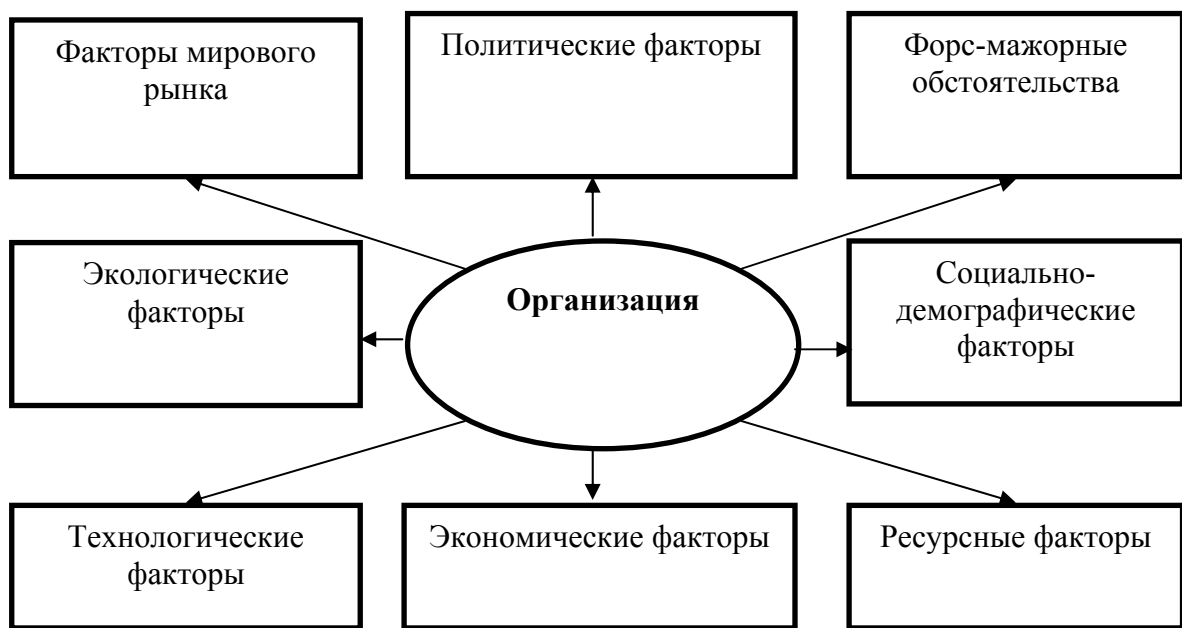 Факторы мирового
рынка
Политические факторы
Форс-мажорные
обстоятельства
Экологические
факторы
Организация
Социально-
демографические
факторы
Технологические
факторы
Экономические факторы
Ресурсные факторы